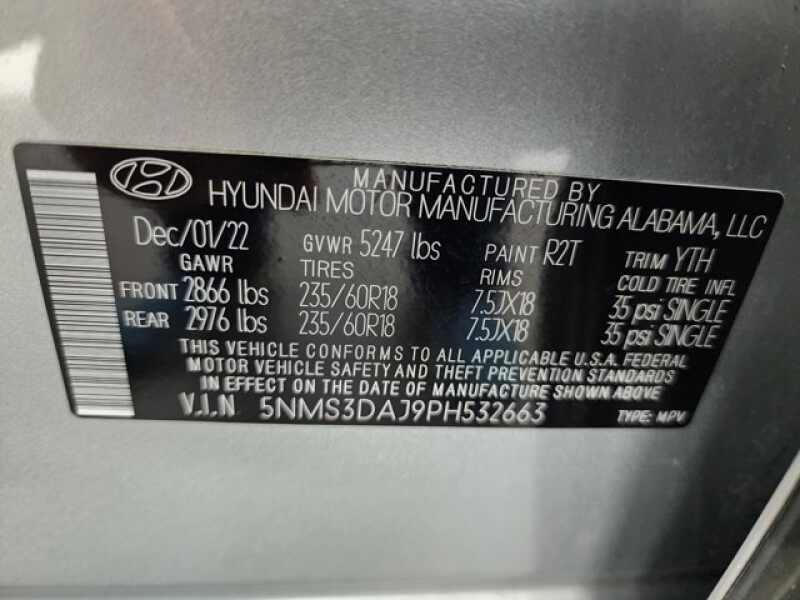 MANUFACTURED BY
HYUNDAI MOTOR MANUFACTURING ALABAMA, LLC
Dec/01/22 GVWR 5247 lbs PAINT R2T TRIM YTH
GAWR TIRES RIMS COLD TIRE INFL
FRONT 2866 lbs 235/60R18 7.5JX18 35 psi SINGLE
REAR 2976 lbs 235/60R18 7.5JX18 35 psi SINGLE
THIS VEHICLE CONFORMS TO ALL APPLICABLE U.S.A. FEDERAL
MOTOR VEHICLE SAFETY AND THEFT PREVENTION STANDARDS
IN EFFECT ON THE DATE OF MANUFACTURE SHOWN ABOVE
V.I.N 5NMS3DAJ9PH532663 TYPE: MPV